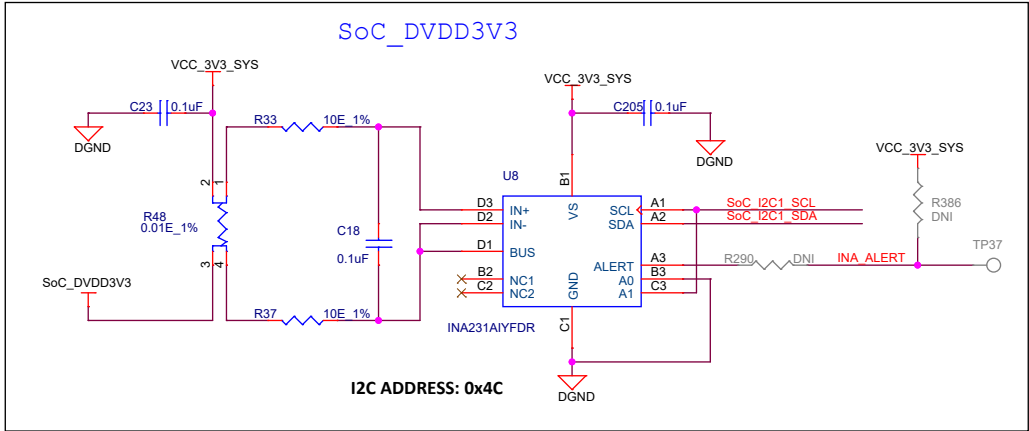 SoC_DVDD3V3
VCC_3V3_SYS
VCC_3V3_SYS
C23 0.1uF
R33 10E_1%
C205 0.1uF
DGND
DGND
VCC_3V3_SYS
U8
B1
2 1
D3 IN+ VS SCL A1 SoC_I2C1_SCL
D2 IN- SDA A2 SoC_I2C1_SDA
R386
DNI
R48
0.01E_1%
C18
0.1uF
D1 BUS
TP37
3 4
ALERT A3 R290 DNI INA_ALERT
B2 NC1 GND A0 B3
C2 NC2 A1 C3
SoC_DVDD3V3
R37 10E_1%
INA231AIYFDR
C1
I2C ADDRESS: 0x4C
DGND